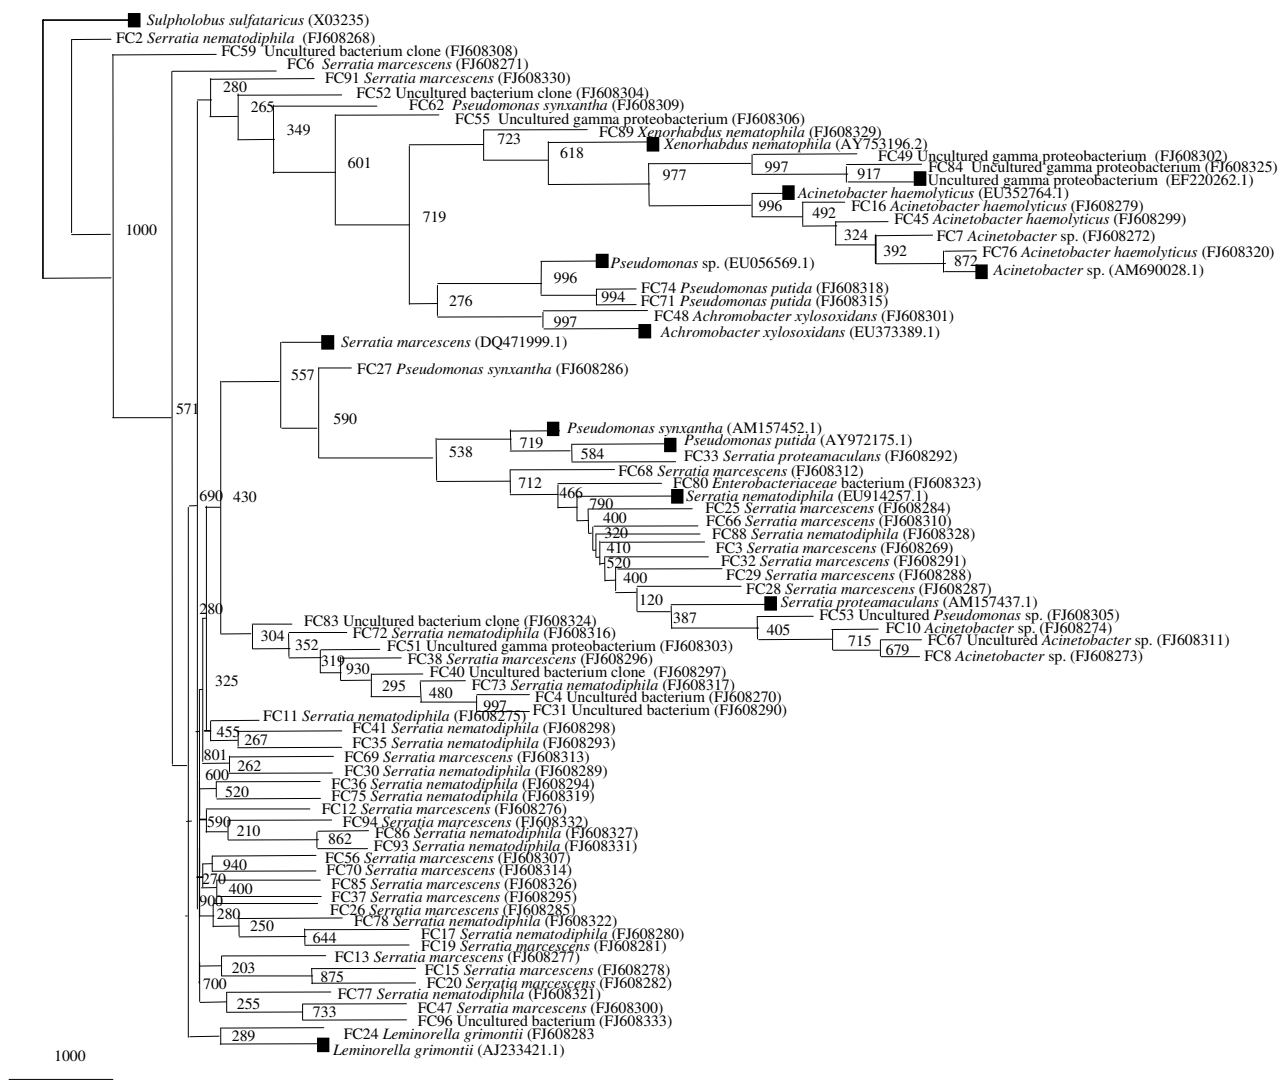 Sulpholobus sulfataricus (X03235)
FC2 Serratia nematodiphila (FJ608268)
FC59 Uncultured bacterium clone (FJ608308)
FC6 Serratia marcescens (FJ608271)
FC91 Serratia marcescens (FJ608330)
280
FC52 Uncultured bacterium clone (FJ608304)
265
FC62 Pseudomonas synxantha (FJ608309)
349
FC55 Uncultured gamma proteobacterium (FJ608306)
601
FC89 Xenorhabdus nematophila (FJ608329)
723
Xenorhabdus nematophila (AY753196.2)
618
FC49 Uncultured gamma proteobacterium (FJ608302)
997
FC84 Uncultured gamma proteobacterium (FJ608325)
917
977
Uncultured gamma proteobacterium (EF220262.1)
Acinetobacter haemolyticus (EU352764.1)
996
FC16 Acinetobacter haemolyticus (FJ608279)
492
FC45 Acinetobacter haemolyticus (FJ608299)
719
1000
324
FC7 Acinetobacter sp. (FJ608272)
392
FC76 Acinetobacter haemolyticus (FJ608320)
872
Acinetobacter sp. (AM690028.1)
Pseudomonas sp. (EU056569.1)
996
FC74 Pseudomonas putida (FJ608318)
994
276
FC71 Pseudomonas putida (FJ608315)
FC48 Achromobacter xylosoxidans (FJ608301)
997
Achromobacter xylosoxidans (EU373389.1)
Serratia marcescens (DQ471999.1)
557
FC27 Pseudomonas synxantha (FJ608286)
571
590
Pseudomonas synxantha (AM157452.1)
719
Pseudomonas putida (AY972175.1)
538
584
FC33 Serratia proteamaculans (FJ608292)
FC68 Serratia marcescens (FJ608312)
712
FC80 Enterobacteriaceae bacterium (FJ608323)
466
690
430
Serratia nematodiphila (EU914257.1)
790
FC25 Serratia marcescens (FJ608284)
400
FC66 Serratia marcescens (FJ608310)
320
FC88 Serratia nematodiphila (FJ608328)
410
FC3 Serratia marcescens (FJ608269)
520
FC32 Serratia marcescens (FJ608291)
400
FC29 Serratia marcescens (FJ608288)
FC28 Serratia marcescens (FJ608287)
120
Serratia proteamaculans (AM157437.1)
280
387
FC53 Uncultured Pseudomonas sp. (FJ608305)
405
FC10 Acinetobacter sp. (FJ608274)
715
FC67 Uncultured Acinetobacter sp. (FJ608311)
679
FC8 Acinetobacter sp. (FJ608273)
FC83 Uncultured bacterium clone (FJ608324)
304
FC72 Serratia nematodiphila (FJ608316)
352
FC51 Uncultured gamma proteobacterium (FJ608303)
319
FC38 Serratia marcescens (FJ608296)
930
FC40 Uncultured bacterium clone (FJ608297)
325
295
FC73 Serratia nematodiphila (FJ608317)
480
FC4 Uncultured bacterium (FJ608270)
997
FC31 Uncultured bacterium (FJ608290)
FC11 Serratia nematodiphila (FJ608275)
455
FC41 Serratia nematodiphila (FJ608298)
267
FC35 Serratia nematodiphila (FJ608293)
801
FC69 Serratia marcescens (FJ608313)
262
FC30 Serratia nematodiphila (FJ608289)
600
FC36 Serratia nematodiphila (FJ608294)
520
FC75 Serratia nematodiphila (FJ608319)
FC12 Serratia marcescens (FJ608276)
590
FC94 Serratia marcescens (FJ608332)
210
FC86 Serratia nematodiphila (FJ608327)
862
FC93 Serratia nematodiphila (FJ608331)
FC56 Serratia marcescens (FJ608307)
940
FC70 Serratia marcescens (FJ608314)
270
FC85 Serratia marcescens (FJ608326)
400
FC37 Serratia marcescens (FJ608295)
900
FC26 Serratia marcescens (FJ608285)
280
FC78 Serratia nematodiphila (FJ608322)
250
FC17 Serratia nematodiphila (FJ608280)
644
FC19 Serratia marcescens (FJ608281)
FC13 Serratia marcescens (FJ608277)
203
FC15 Serratia marcescens (FJ608278)
875
700
FC20 Serratia marcescens (FJ608282)
FC77 Serratia nematodiphila (FJ608321)
255
FC47 Serratia marcescens (FJ608300)
733
FC96 Uncultured bacterium (FJ608333)
FC24 Leminorella grimontii (FJ608283
289
Leminorella grimontii (AJ233421.1)
1000